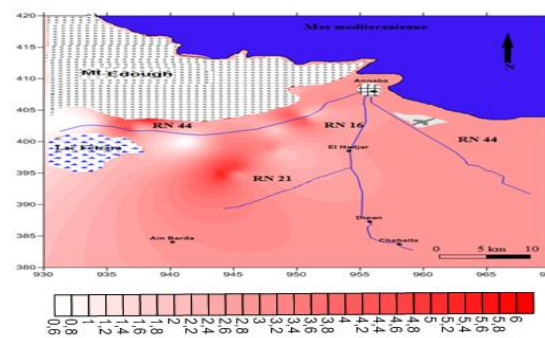 420
Mer mediteranienne
415
Mt Edough
N
410
Annaba
405
RN 44
RN 16
400
RN 44
El Hadjar
395
RN 21
390
Drean
385
Ain Barda
Chebaita
0 5 km 10
380
930 935 940 945 950 955 960 965
0,6 0,8 1 1,2 1,4 1,6 1,8 2 2,2 2,4 2,6 2,8 3 3,2 3,4 3,6 3,8 4 4,2 4,4 4,6 4,8 5 5,2 5,4 5,6 5,8 6